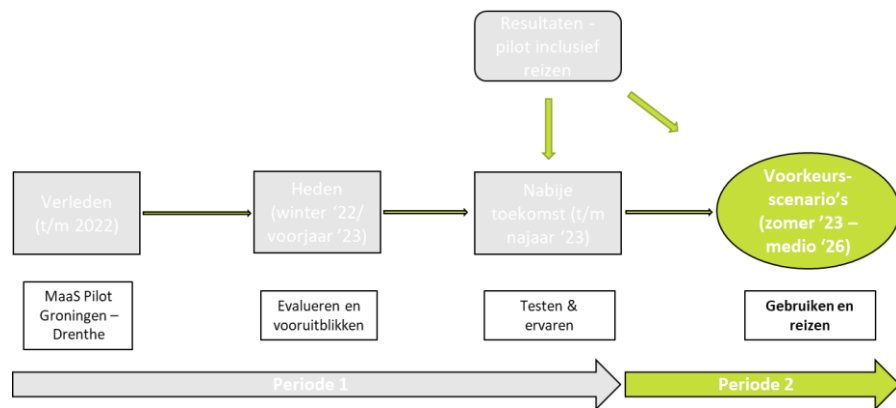 Resultaten -
pilot inclusief
reizen
Verleden
(t/m 2022)
Heden
(winter ‘22/
voorjaar ’23)
Nabije
toekomst (t/m
najaar ’23)
Voorkeurs-
scenario’s
(zomer ’23 –
medio ‘26)
MaaS Pilot
Groningen –
Drenthe
Evalueren en
vooruitblikken
Testen &
ervaren
Gebruiken en
reizen
Periode 1
Periode 2